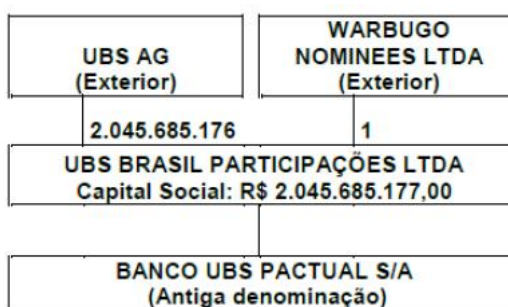 UBS AG
(Exterior)
WARBUGO
NOMINEES LTDA
(Exterior)
2.045.685.176
1
UBS BRASIL PARTICIPAÇÕES LTDA
Capital Social: R$ 2.045.685.177,00
BANCO UBS PACTUAL S/A
(Antiga denominação)